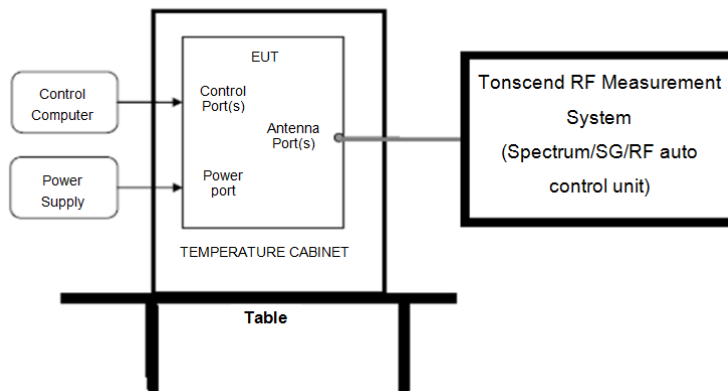 EUT
Control
Computer
Control
Port(s)
Antenna
Port(s)
Power
Supply
Power
port
TEMPERATURE CABINET
Table
Tonscend RF Measurement
System
(Spectrum/SG/RF auto
control unit)